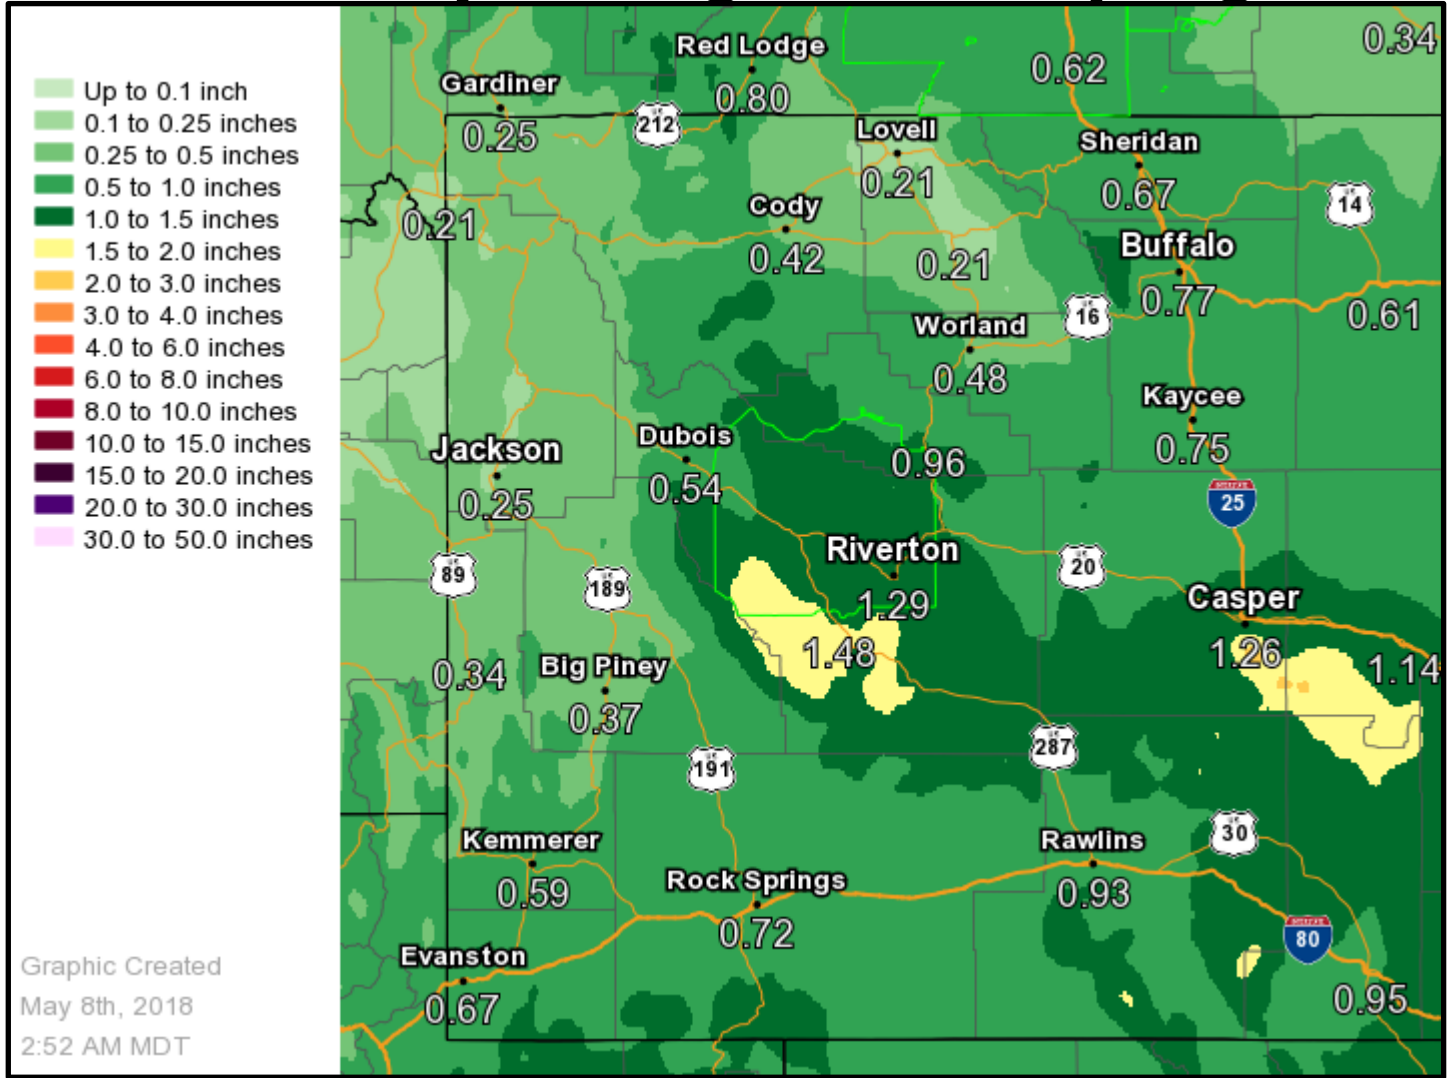 Up to 0.1 inch
0.1 to 0.25 inches
0.25 to 0.5 inches
0.5 to 1.0 inches
1.0 to 1.5 inches
1.5 to 2.0 inches
2.0 to 3.0 inches
3.0 to 4.0 inches
4.0 to 6.0 inches
6.0 to 8.0 inches
8.0 to 10.0 inches
10.0 to 15.0 inches
15.0 to 20.0 inches
20.0 to 30.0 inches
30.0 to 50.0 inches
Graphic Created
May 8th, 2018
2:52 AM MDT
0.34
Red Lodge
0.80
0.62
Gardiner
0.25
US
212
Lovell
0.21
Sheridan
0.67
US
14
Cody
0.42
0.21
0.21
Buffalo
0.77
0.61
US
16
Worland
0.48
Kaycee
0.75
Dubois
0.54
0.96
Jackson
0.25
25
US
89
US
189
Riverton
1.29
US
20
Casper
1.26
1.14
1.48
0.34
Big Piney
0.37
US
191
US
287
Kemmerer
0.59
Rock Springs
0.72
Rawlins
0.93
US
30
80
Evanston
0.67
0.95